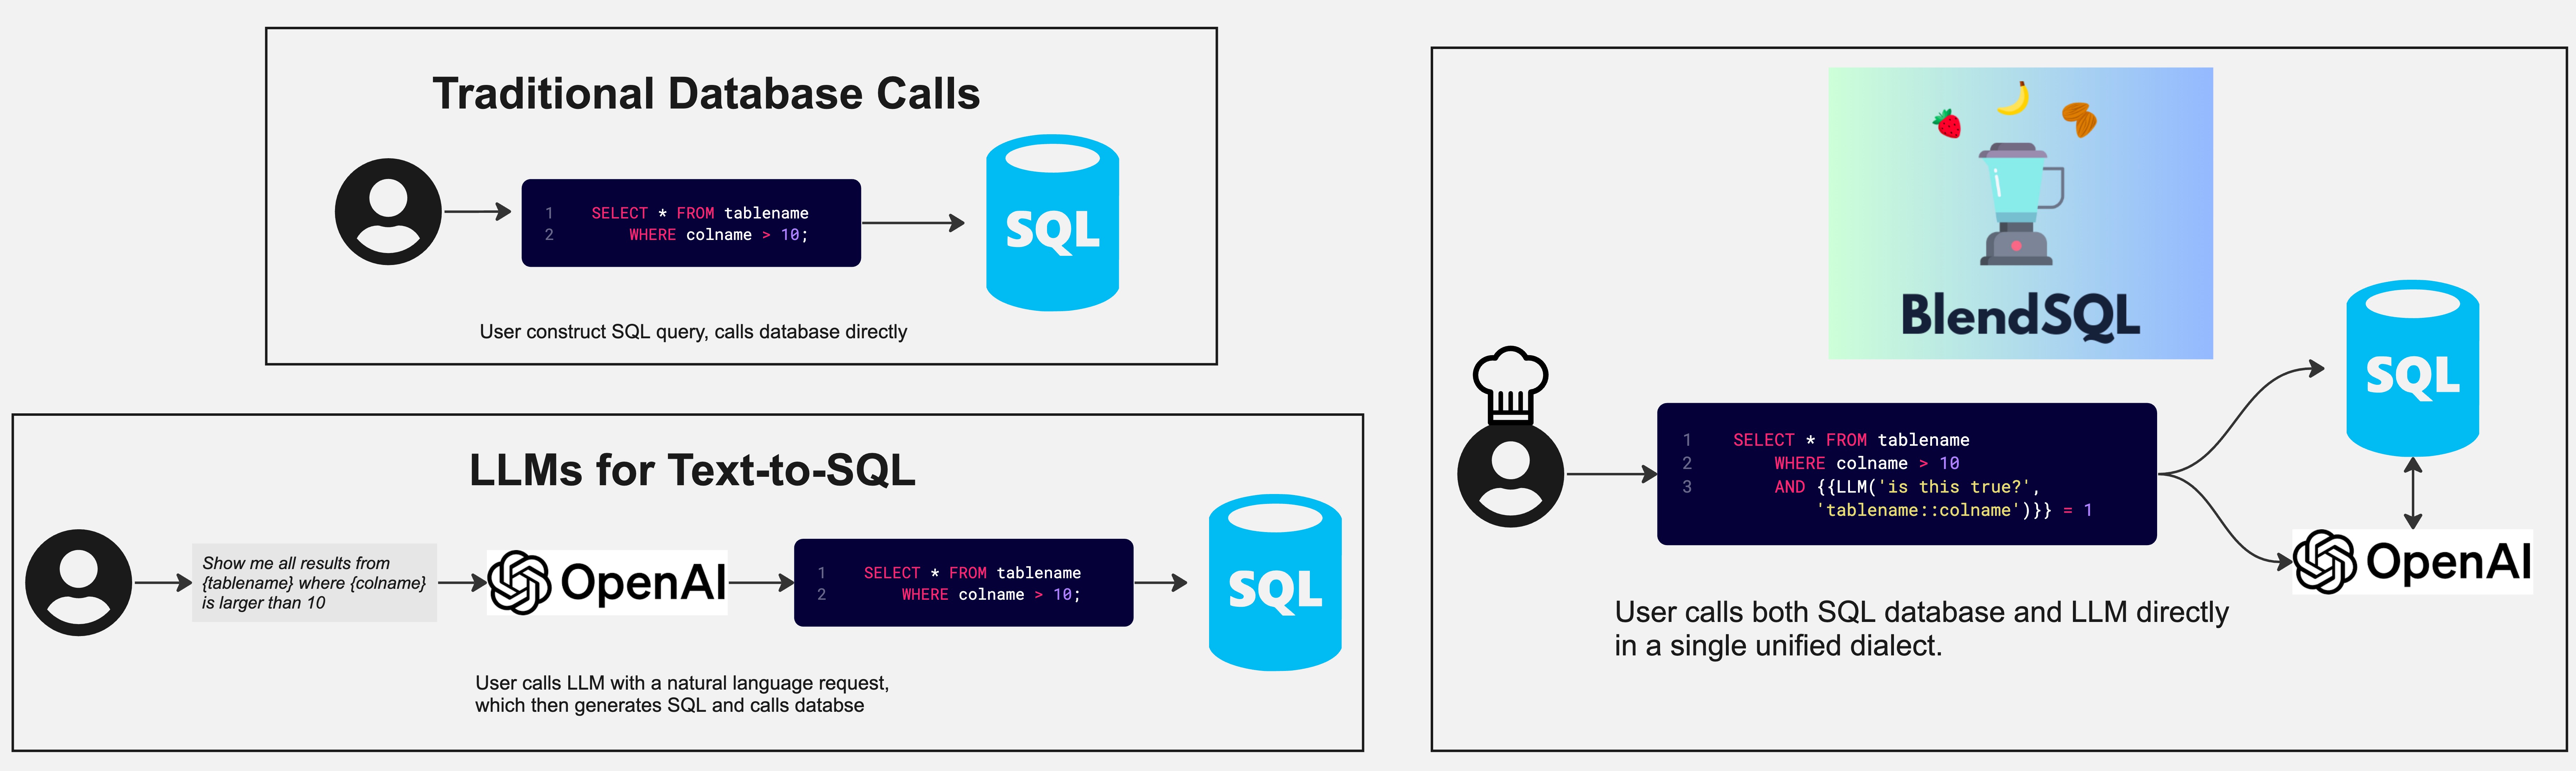 Traditional Database Calls
1 SELECT * FROM tablename
2 WHERE colname > 10;
SQL
User construct SQL query, calls database directly
LLMs for Text-to-SQL
Show me all results from
{tablename} where {colname}
is larger than 10
OpenAI
1 SELECT * FROM tablename
2 WHERE colname > 10;
SQL
User calls LLM with a natural language request,
which then generates SQL and calls databse
BlendSQL
1 SELECT * FROM tablename
2 WHERE colname > 10
3 AND {{LLM('is this true?',
'tablename::colname')}} = 1
SQL
OpenAI
User calls both SQL database and LLM directly
in a single unified dialect.